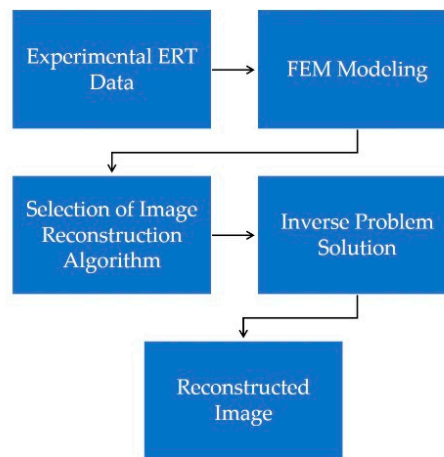 Experimental ERT
Data
FEM Modeling
Selection of Image
Reconstruction
Algorithm
Inverse Problem
Solution
Reconstructed
Image